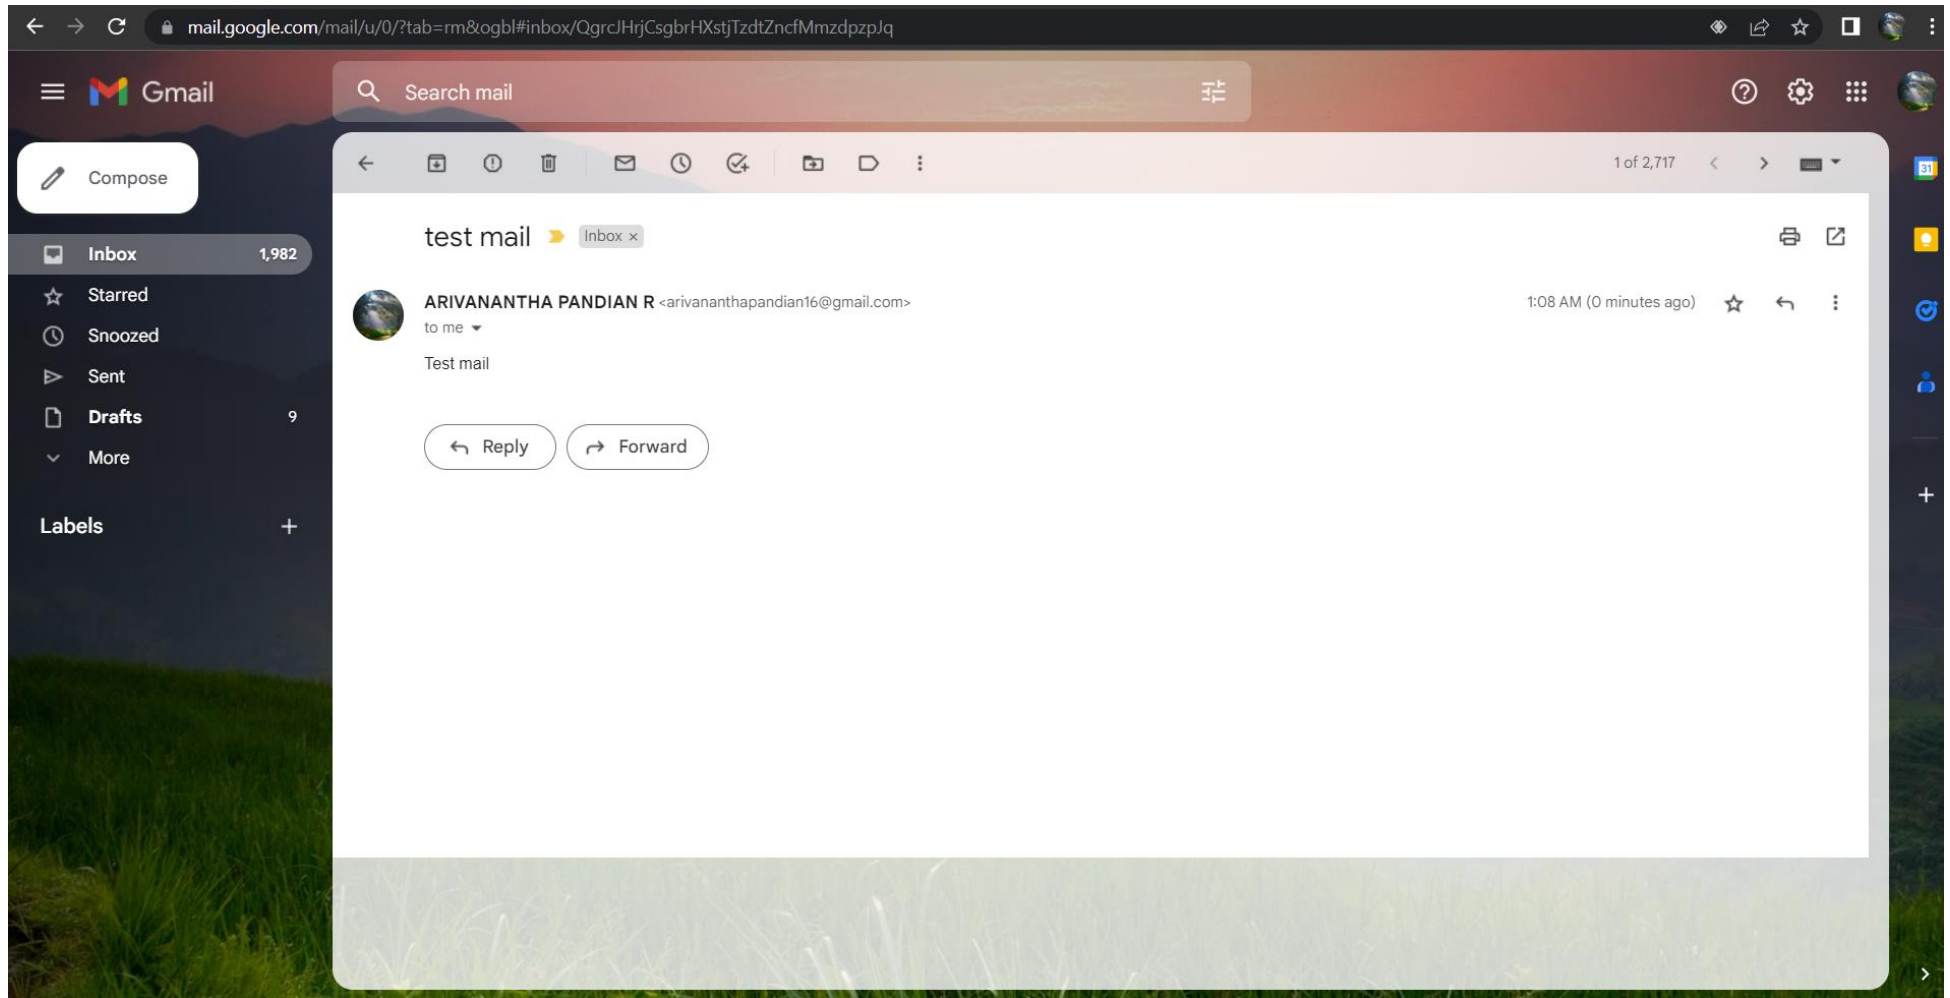 mail.google.com/mail/u/0/?tab=rm&ogbl#inbox/QgrcJHrjCsgbrHXstjTzdtZncfMmzdpzpJq
Gmail
Search mail
Compose
1 of 2,717
31
test mail
Inbox ×
Inbox 1,982
Starred
Snoozed
Sent
Drafts 9
More
Labels
ARIVANANTHA PANDIAN R <arivananthapandian16@gmail.com>
1:08 AM (0 minutes ago)
to me
Test mail
Reply
Forward